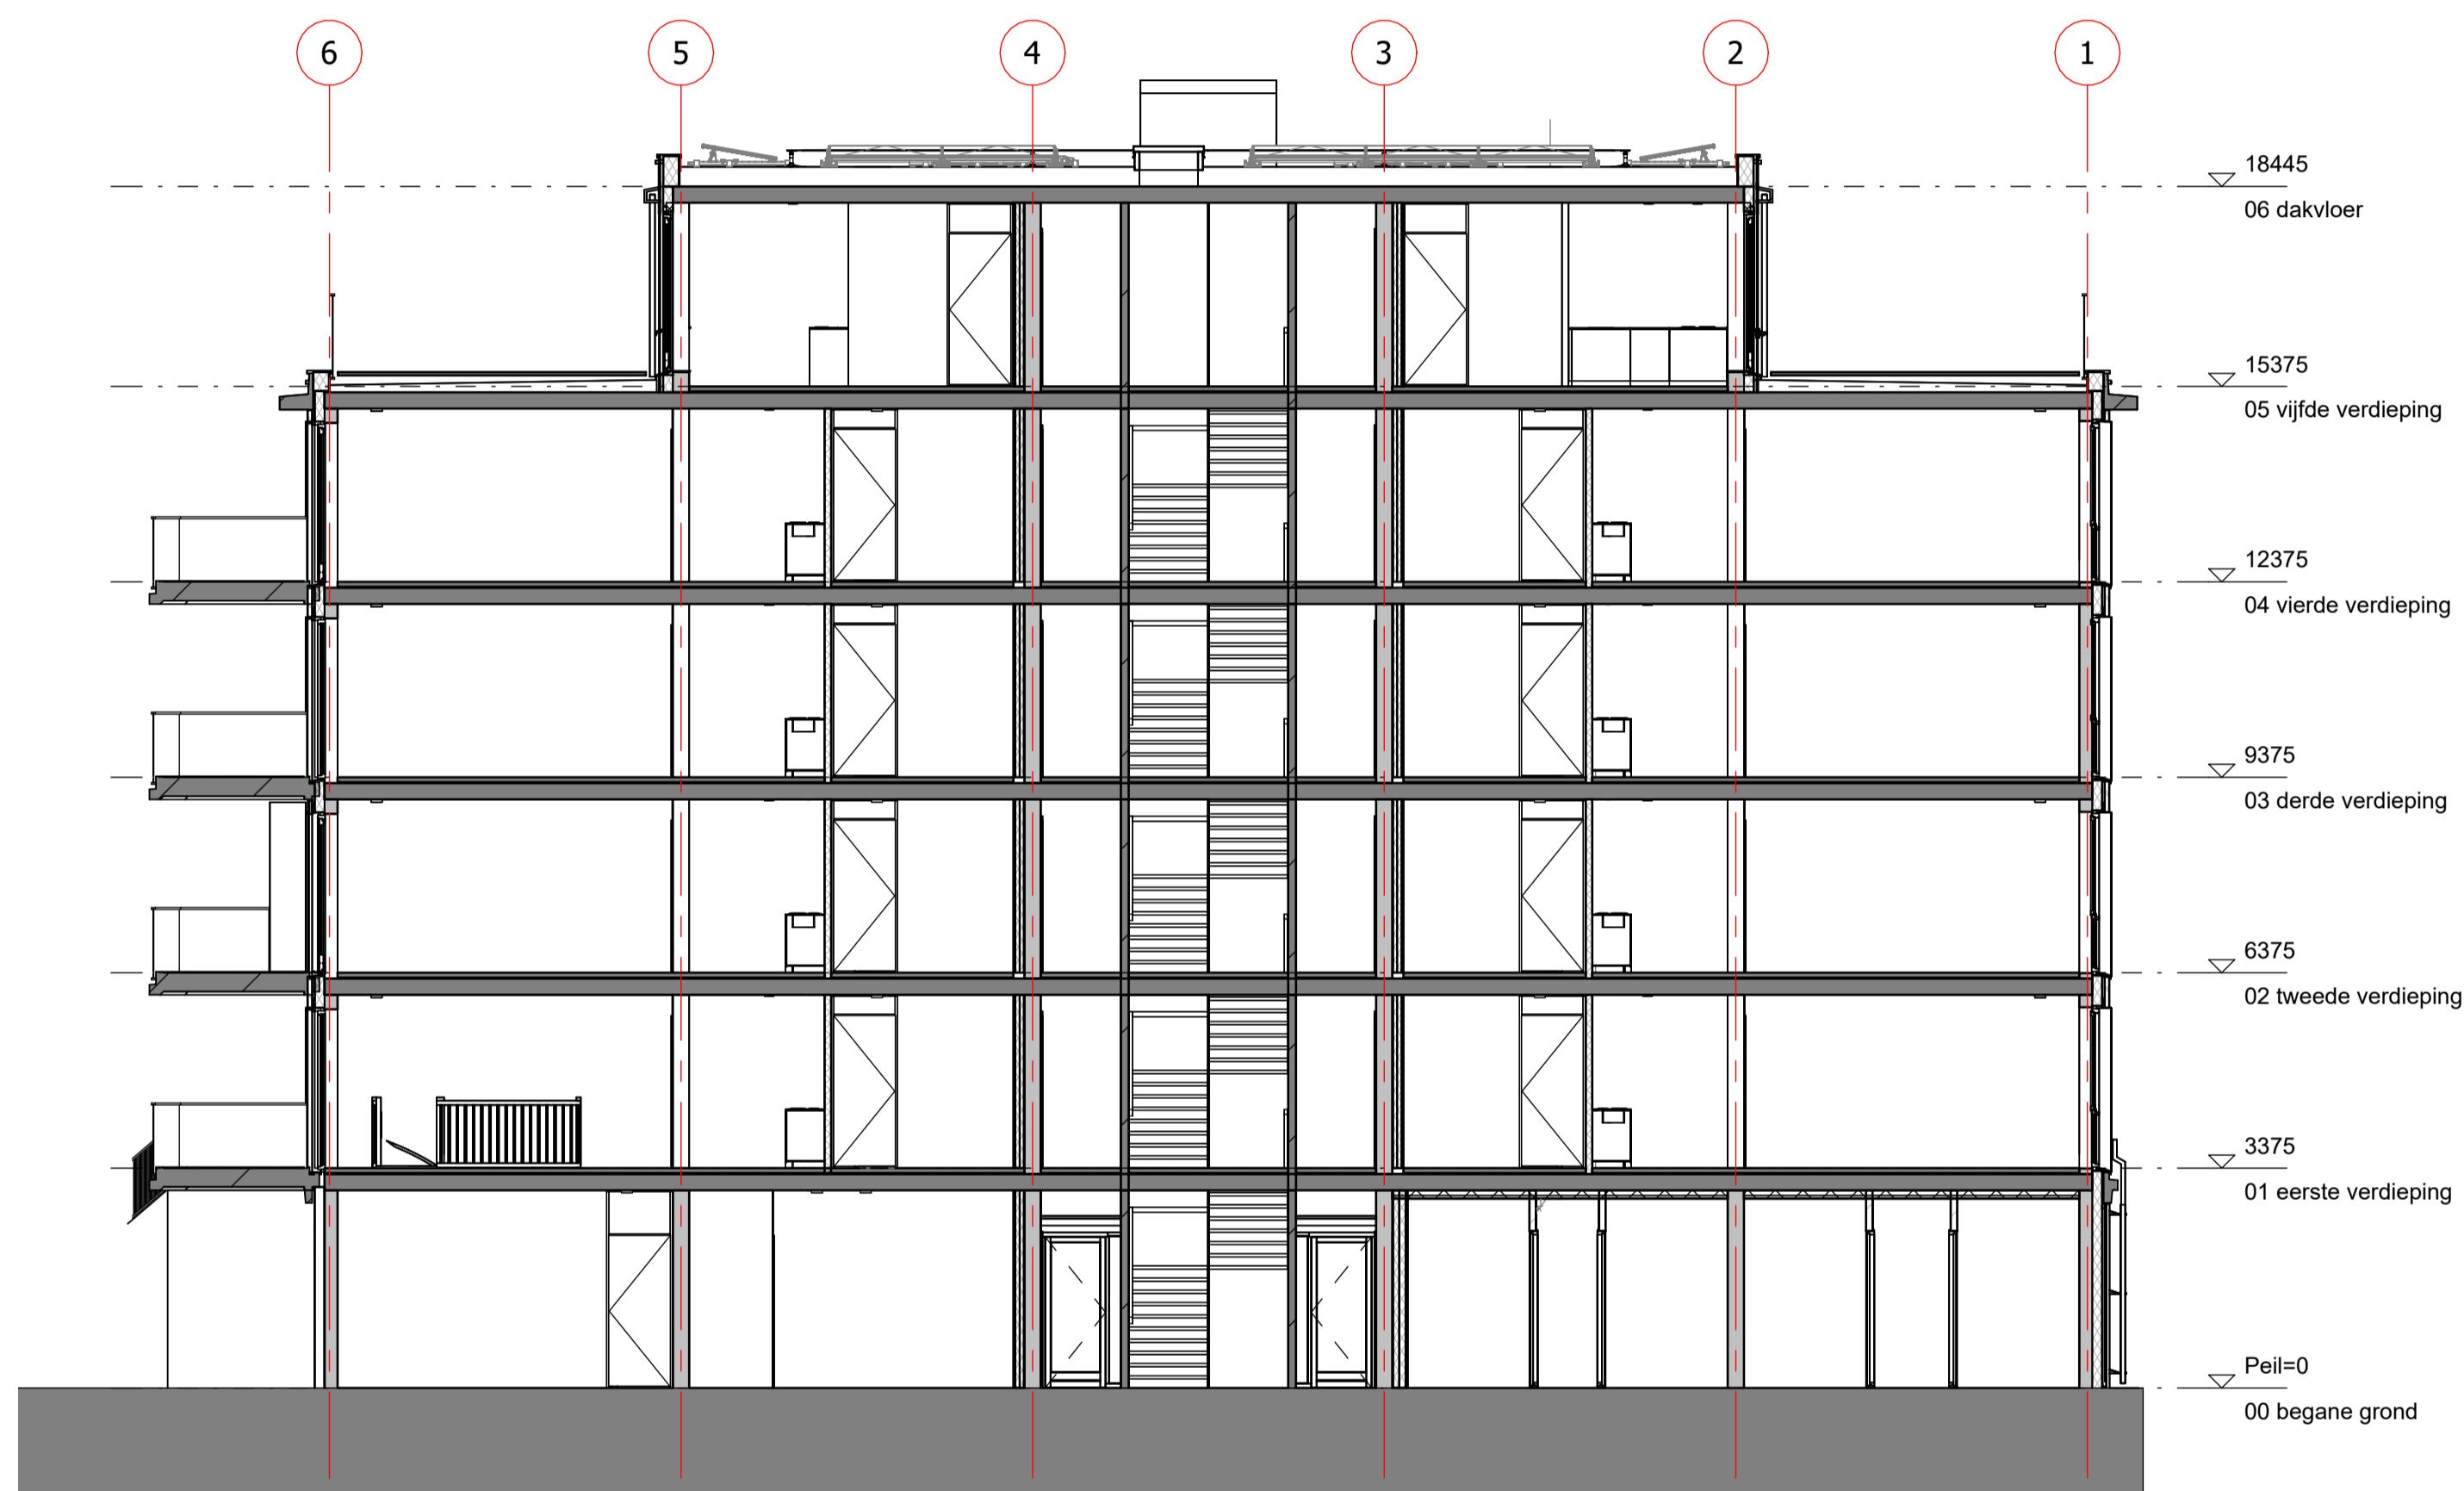 6 5 4 3 2 1
18445
06 dakvloer
15375
05 vijfde verdieping
12375
04 vierde verdieping
9375
03 derde verdieping
6375
02 tweede verdieping
3375
01 eerste verdieping
Peil=0
00 begane grond